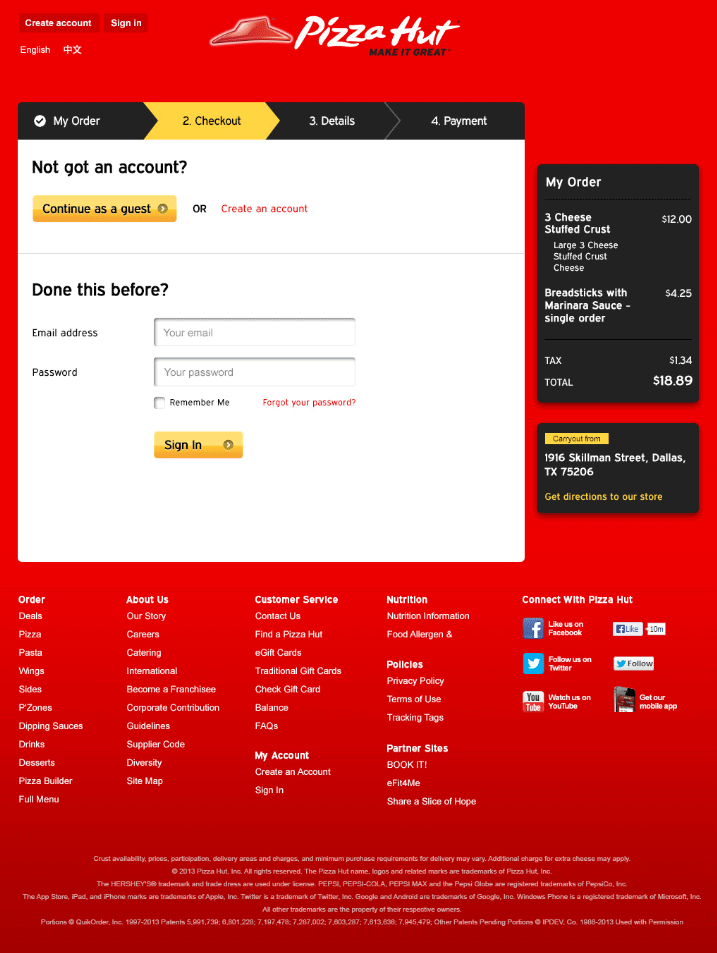 Create account
Sign in
English
中文
Pizza Hut
MAKE IT GREAT
My Order
2. Checkout
3. Details
4. Payment
Not got an account?
Continue as a guest
OR
Create an account
Done this before?
Email address
Your email
Password
Your password
Remember Me
Forgot your password?
Sign In
My Order
3 Cheese $12.00
Stuffed Crust
Large 3 Cheese
Stuffed Crust
Cheese
Breadsticks with $4.25
Marinara Sauce -
single order
TAX $1.34
TOTAL $18.89
Carryout from
1916 Skillman Street, Dallas,
TX 75206
Get directions to our store
Order
Deals
Pizza
Pasta
Wings
Sides
P'Zones
Dipping Sauces
Drinks
Desserts
Pizza Builder
Full Menu
About Us
Our Story
Careers
Catering
International
Become a Franchisee
Corporate Contribution
Guidelines
Supplier Code
Diversity
Site Map
Customer Service
Contact Us
Find a Pizza Hut
eGift Cards
Traditional Gift Cards
Check Gift Card
Balance
FAQs
My Account
Create an Account
Sign In
Nutrition
Nutrition Information
Food Allergen &
Policies
Privacy Policy
Terms of Use
Tracking Tags
Partner Sites
BOOK IT!
eFit4Me
Share a Slice of Hope
Connect With Pizza Hut
Like us on
Facebook
Like
10m
Follow us on
Twitter
Follow
You
Tube
Watch us on
YouTube
Get our
mobile app
Crust availability, prices, participation, delivery areas and charges, and minimum purchase requirements for delivery may vary. Additional charge for extra cheese may apply.
© 2013 Pizza Hut, Inc. All rights reserved. The Pizza Hut name, logos and related marks are trademarks of Pizza Hut, Inc.
The HERSHEY'S® trademark and trade dress are used under license. PEPSI, PEPSI-COLA, PEPSI MAX and the Pepsi Globe are registered trademarks of PepsiCo, Inc.
The App Store, iPad, and iPhone marks are trademarks of Apple, Inc. Twitter is a trademark of Twitter, Inc. Google and Android are trademarks of Google, Inc. Windows Phone is a registered trademark of Microsoft, Inc.
All other trademarks are the property of their respective owners.
Portions © QuikOrder, Inc. 1997-2013 Patents 5,991,739; 6,801,228; 7,197,478; 7,267,002; 7,603,287; 7,613,636; 7,945,479; Other Patents Pending Portions © IPDEV, Co. 1988-2013 Used with Permission